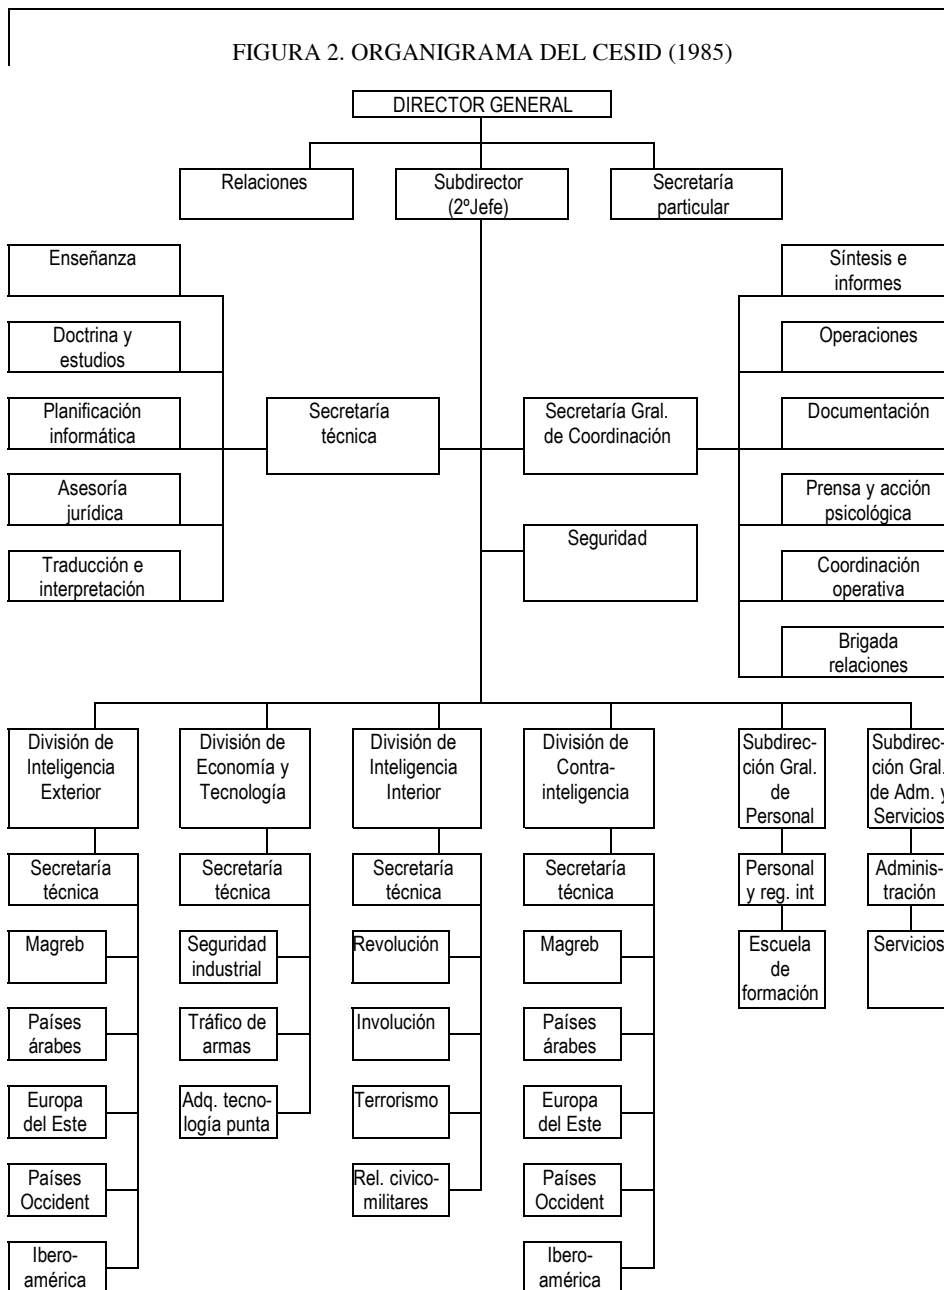 FIGURA 2. ORGANIGRAMA DEL CESID (1985)
DIRECTOR GENERAL
Relaciones
Subdirector
(2ºJefe)
Secretaría
particular
Enseñanza
Doctrina y
estudios
Planificación
informática
Asesoría
jurídica
Traducción e
interpretación
Secretaría
técnica
Secretaría Gral.
de Coordinación
Seguridad
Síntesis e
informes
Operaciones
Documentación
Prensa y acción
psicológica
Coordinación
operativa
Brigada
relaciones
División de
Inteligencia
Exterior
Secretaría
técnica
Magreb
Países
árabes
Europa
del Este
Países
Occident
Ibero-
américa
División de
Economía y
Tecnología
Secretaría
técnica
Seguridad
industrial
Tráfico de
armas
Adq. tecno-
logía punta
División de
Inteligencia
Interior
Secretaría
técnica
Revolución
Involución
Terrorismo
Rel. civico-
militares
División de
Contra-
inteligencia
Secretaría
técnica
Magreb
Países
árabes
Europa
del Este
Países
Occident
Ibero-
américa
Subdirec-
ción Gral.
de
Personal
Personal
y reg. int
Escuela
de
formación
Subdirec-
ción Gral.
de Adm. y
Servicios
Adminis-
tración
Servicios